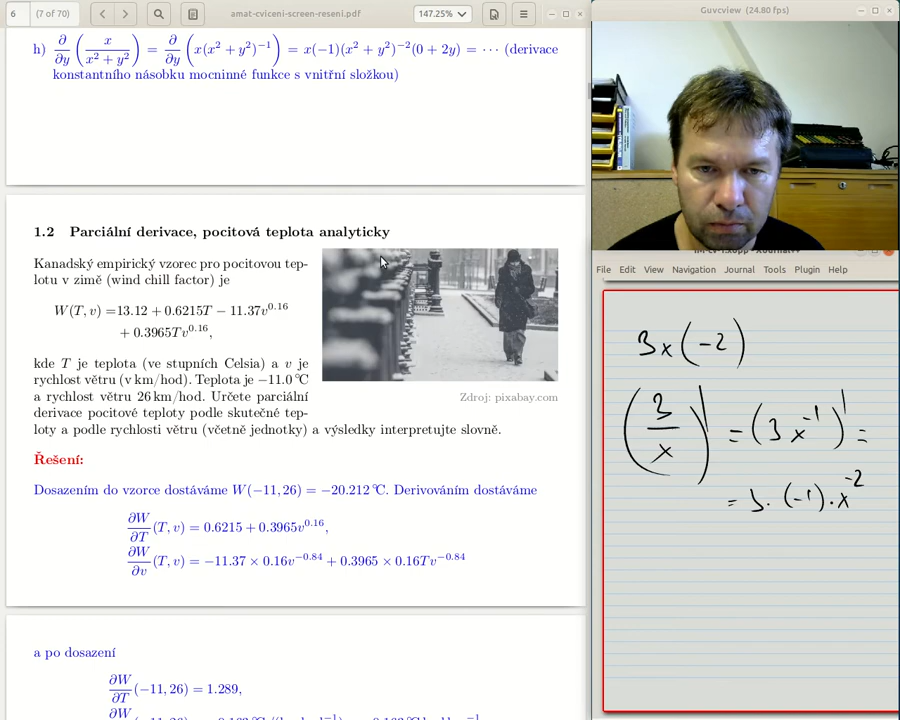 6
(7 of 70)
amat-cviceni-screen-reseni.pdf
147.25%
Guvcview (24.80 fps)
h) ∂/∂y (x/(x² + y²)) = ∂/∂y (x(x² + y²)⁻¹) = x(−1)(x² + y²)⁻²(0 + 2y) = ⋯ (derivace
konstantního násobku mocninné funkce s vnitřní složkou)
1.2 Parciální derivace, pocitová teplota analyticky
Kanadský empirický vzorec pro pocitovou tep-
lotu v zimě (wind chill factor) je
W(T, v) =13.12 + 0.6215T − 11.37v^0.16
+ 0.3965Tv^0.16,
kde T je teplota (ve stupních Celsia) a v je
rychlost větru (v km/hod). Teplota je −11.0 °C
a rychlost větru 26 km/hod. Určete parciální
derivace pocitové teploty podle skutečné tep-
loty a podle rychlosti větru (včetně jednotky) a výsledky interpretujte slovně.
Zdroj: pixabay.com
Řešení:
Dosazením do vzorce dostáváme W(−11, 26) = −20.212 °C. Derivováním dostáváme
∂W/∂T (T, v) = 0.6215 + 0.3965v^0.16,
∂W/∂v (T, v) = −11.37 × 0.16v^−0.84 + 0.3965 × 0.16Tv^−0.84
a po dosazení
∂W/∂T (−11, 26) = 1.289,
∂W
File Edit View Navigation Journal Tools Plugin Help
3x(−2)
(3/x)' = (3x⁻¹)' =
= 3·(−1)·x⁻²